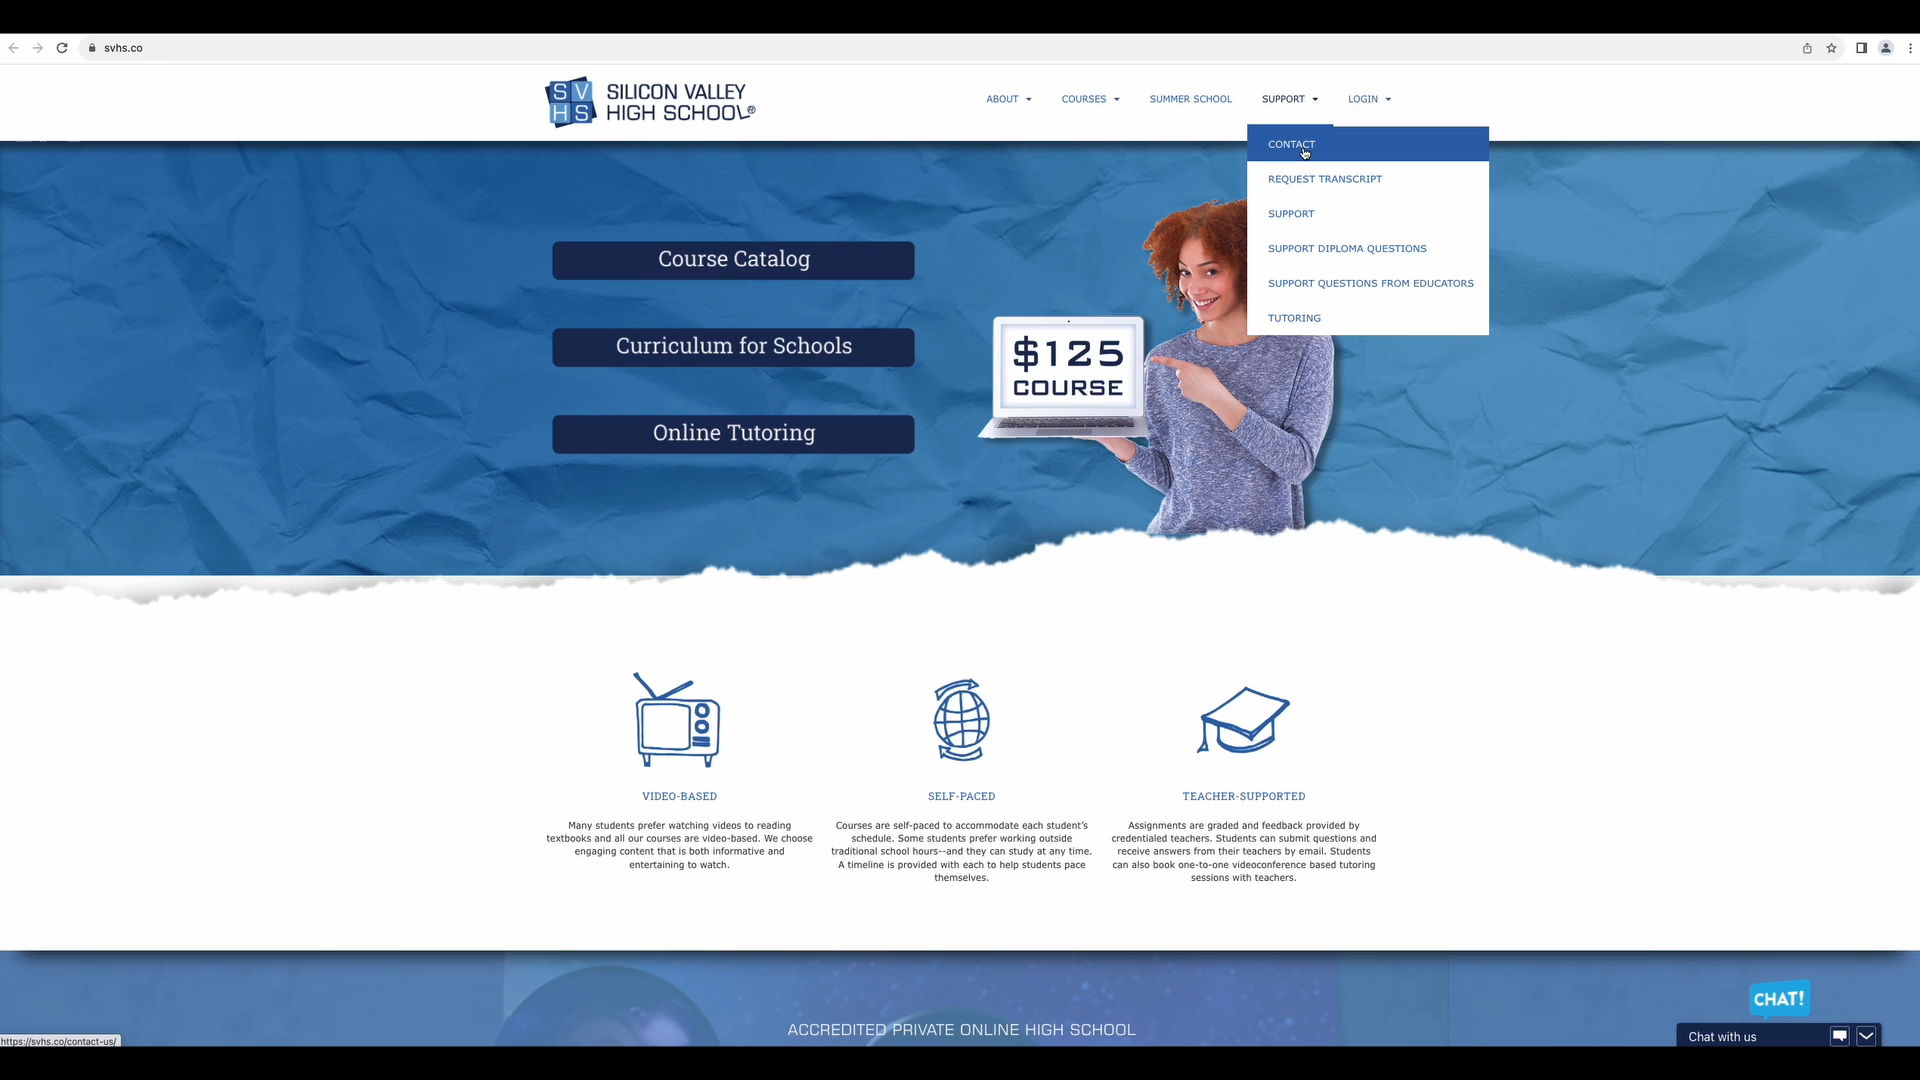 svhs.co
SV
HS
SILICON VALLEY
HIGH SCHOOL®
ABOUT
COURSES
SUMMER SCHOOL
SUPPORT
LOGIN
CONTACT
REQUEST TRANSCRIPT
SUPPORT
SUPPORT DIPLOMA QUESTIONS
SUPPORT QUESTIONS FROM EDUCATORS
TUTORING
Course Catalog
Curriculum for Schools
Online Tutoring
$125
COURSE
VIDEO-BASED
Many students prefer watching videos to reading
textbooks and all our courses are video-based. We choose
engaging content that is both informative and
entertaining to watch.
SELF-PACED
Courses are self-paced to accommodate each student's
schedule. Some students prefer working outside
traditional school hours--and they can study at any time.
A timeline is provided with each to help students pace
themselves.
TEACHER-SUPPORTED
Assignments are graded and feedback provided by
credentialed teachers. Students can submit questions and
receive answers from their teachers by email. Students
can also book one-to-one videoconference based tutoring
sessions with teachers.
ACCREDITED PRIVATE ONLINE HIGH SCHOOL
CHAT!
Chat with us
https://svhs.co/contact-us/